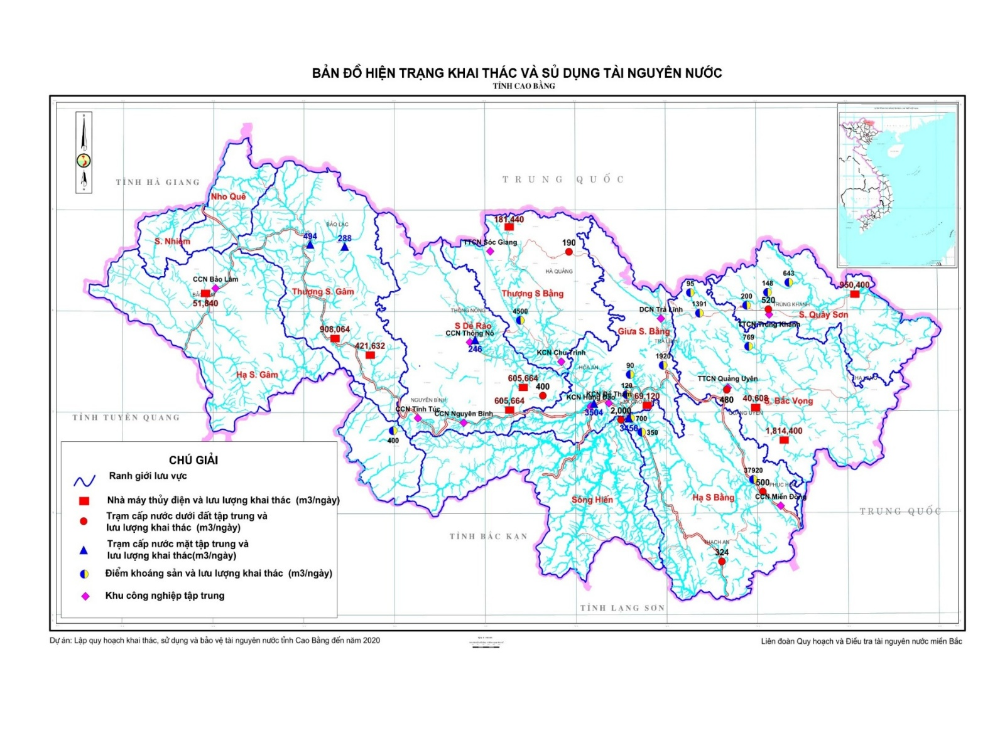 BẢN ĐỒ HIỆN TRẠNG KHAI THÁC VÀ SỬ DỤNG TÀI NGUYÊN NƯỚC
TỈNH CAO BẰNG
TỈNH HÀ GIANG
TRUNG QUỐC
Nho Quế
181,440
BẢO LẠC
494
288
S. Nhiệm
TTCN Sóc Giang
190
HÀ QUẢNG
CCN Bảo Lâm
51,840
Thượng S. Gâm
Thượng S Bằng
643
95
148
950,400
200
520
TRÙNG KHÁNH
1391
DCN Trà Lĩnh
THÔNG NÔNG
4500
S. Quây Sơn
TTCN Trùng Khánh
S Dẻ Rào
CCN Thông Nô
246
Giưa S. Bằng
908,064
769
421,632
KCN Chu Trinh
1920
HÒA AN
90
Hạ S. Gâm
605,664
400
TTCN Quảng Uyên
120
KCN Đề Thám
KCN Hưng Đạo
69,120
480
40,608
S. Bắc Vọng
NGUYÊN BÌNH
605,664
CCN Tĩnh Túc
CCN Nguyên Bình
3504
2,000
700
QUẢNG UYÊN
TỈNH TUYÊN QUANG
3456
350
1,814,400
400
37920
500
PHỤC HÒA
CCN Miền Đông
Sông Hiến
Hạ S Bằng
TRUNG QUỐC
TỈNH BẮC KẠN
THẠCH AN
324
TỈNH LẠNG SƠN
CHÚ GIẢI
Ranh giới lưu vực
Nhà máy thủy điện và lưu lượng khai thác (m3/ngày)
Trạm cấp nước dưới đất tập trung và
lưu lượng khai thác (m3/ngày)
Trạm cấp nước mặt tập trung và
lưu lượng khai thác(m3/ngày)
Điểm khoáng sản và lưu lượng khai thác (m3/ngày)
Khu công nghiệp tập trung
Dự án: Lập quy hoạch khai thác, sử dụng và bảo vệ tài nguyên nước tỉnh Cao Bằng đến năm 2020
Liên đoàn Quy hoạch và Điều tra tài nguyên nước miền Bắc